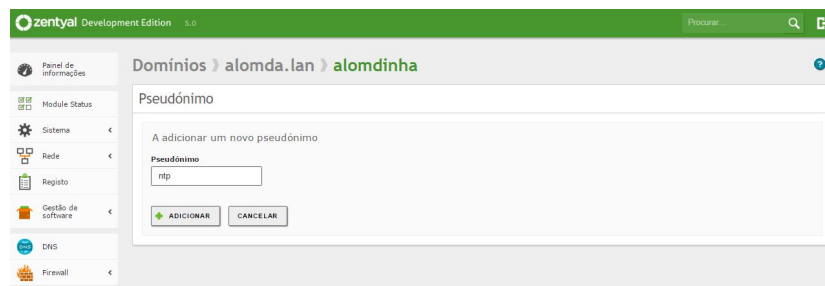 zentyal Development Edition 5.0
Procurar...
Painel de
informações
Module Status
Sistema
Rede
Registo
Gestão de
software
DNS
Firewall
Domínios alomda.lan alomdinha
Pseudónimo
A adicionar um novo pseudónimo
Pseudónimo
ntp
ADICIONAR CANCELAR